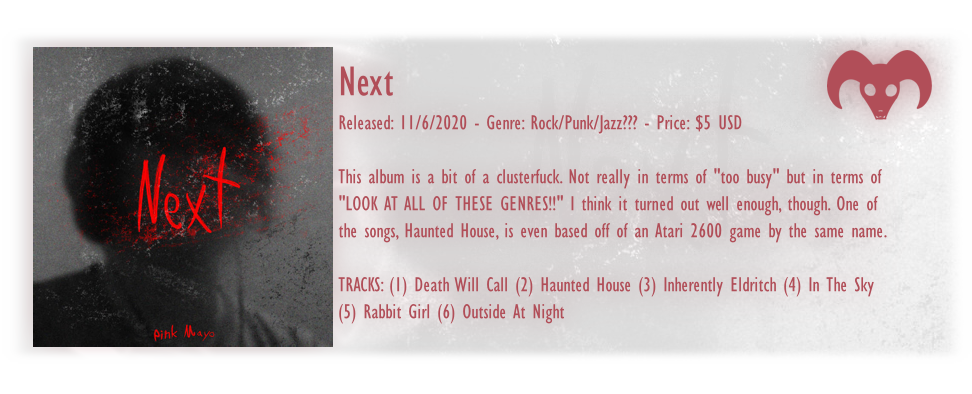 Next
Released: 11/6/2020 - Genre: Rock/Punk/Jazz??? - Price: $5 USD
This album is a bit of a clusterfuck. Not really in terms of "too busy" but in terms of
"LOOK AT ALL OF THESE GENRES!!" I think it turned out well enough, though. One of
the songs, Haunted House, is even based off of an Atari 2600 game by the same name.
TRACKS: (1) Death Will Call (2) Haunted House (3) Inherently Eldritch (4) In The Sky
(5) Rabbit Girl (6) Outside At Night
Next
pink Mayo